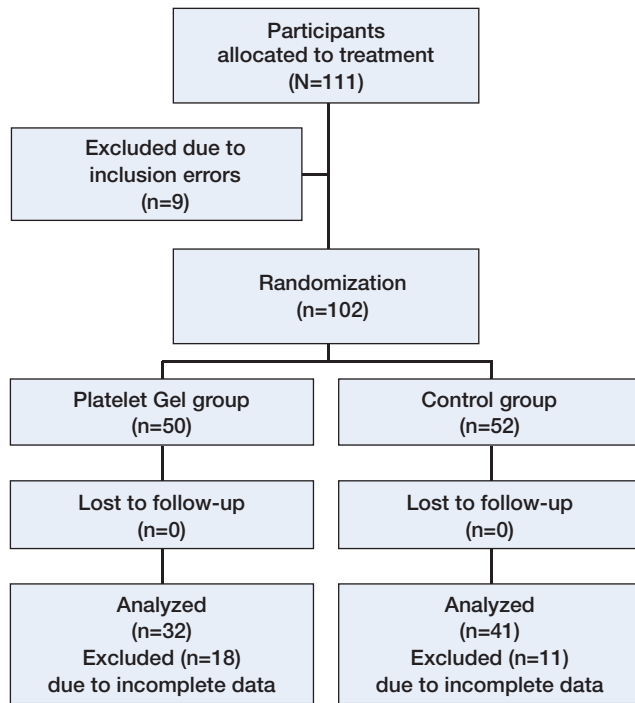 Participants
allocated to treatment
(N=111)
Excluded due to
inclusion errors
(n=9)
Randomization
(n=102)
Platelet Gel group
(n=50)
Control group
(n=52)
Lost to follow-up
(n=0)
Lost to follow-up
(n=0)
Analyzed
(n=32)
Excluded (n=18)
due to incomplete data
Analyzed
(n=41)
Excluded (n=11)
due to incomplete data